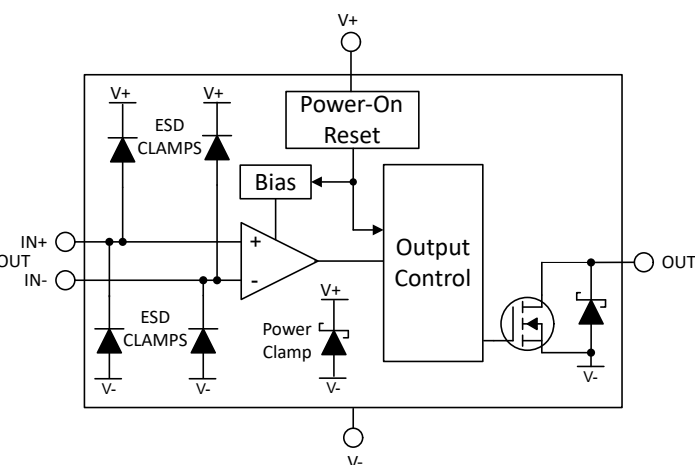 V+
Power-On
Reset
V+
V+
ESD
CLAMPS
Bias
IN+
OUT
IN-
+
-
Output
Control
OUT
V+
ESD
CLAMPS
Power
Clamp
V-
V-
V-
V-
V-